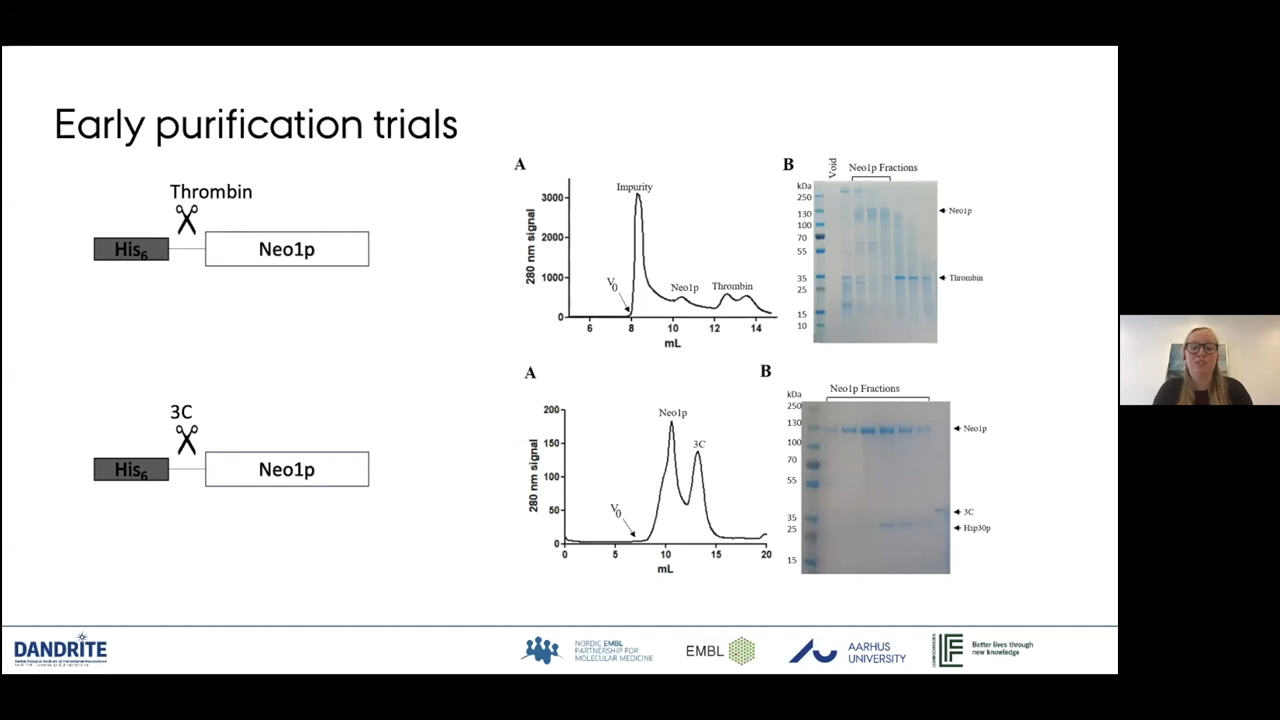 Early purification trials
Thrombin
His6
Neo1p
A
280 nm signal
3000
2000
1000
0
6
8
10
12
14
mL
V0
Impurity
Neo1p
Thrombin
B
Void
Neo1p Fractions
kDa
250
130
100
70
55
35
25
15
10
Neo1p
Thrombin
3C
His6
Neo1p
A
280 nm signal
200
150
100
50
0
0
5
10
15
20
mL
V0
Neo1p
3C
B
Neo1p Fractions
kDa
250
130
100
70
55
35
25
15
Neo1p
3C
Hsp30p
DANDRITE
NORDIC EMBL
PARTNERSHIP FOR
MOLECULAR MEDICINE
EMBL
AARHUS
UNIVERSITY
Better lives through
new knowledge